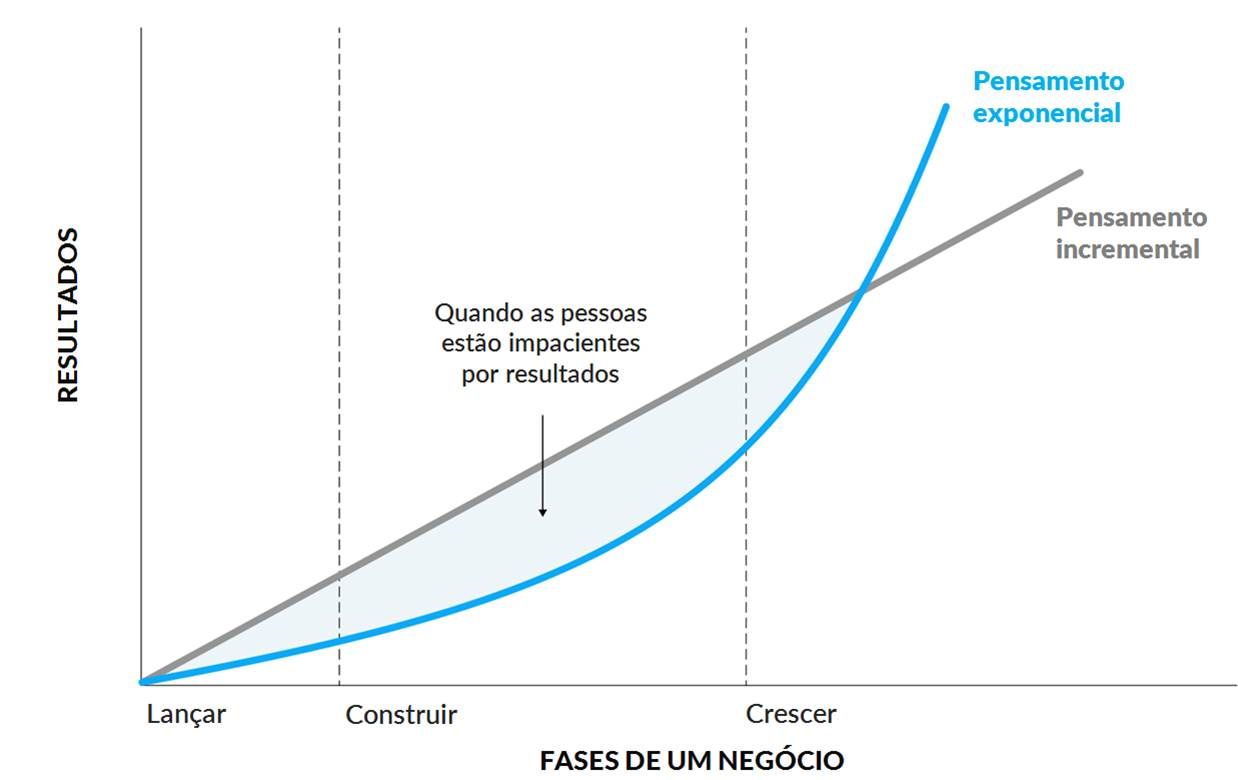 Pensamento
exponencial
Pensamento
incremental
RESULTADOS
Quando as pessoas
estão impacientes
por resultados
Lançar
Construir
Crescer
FASES DE UM NEGÓCIO